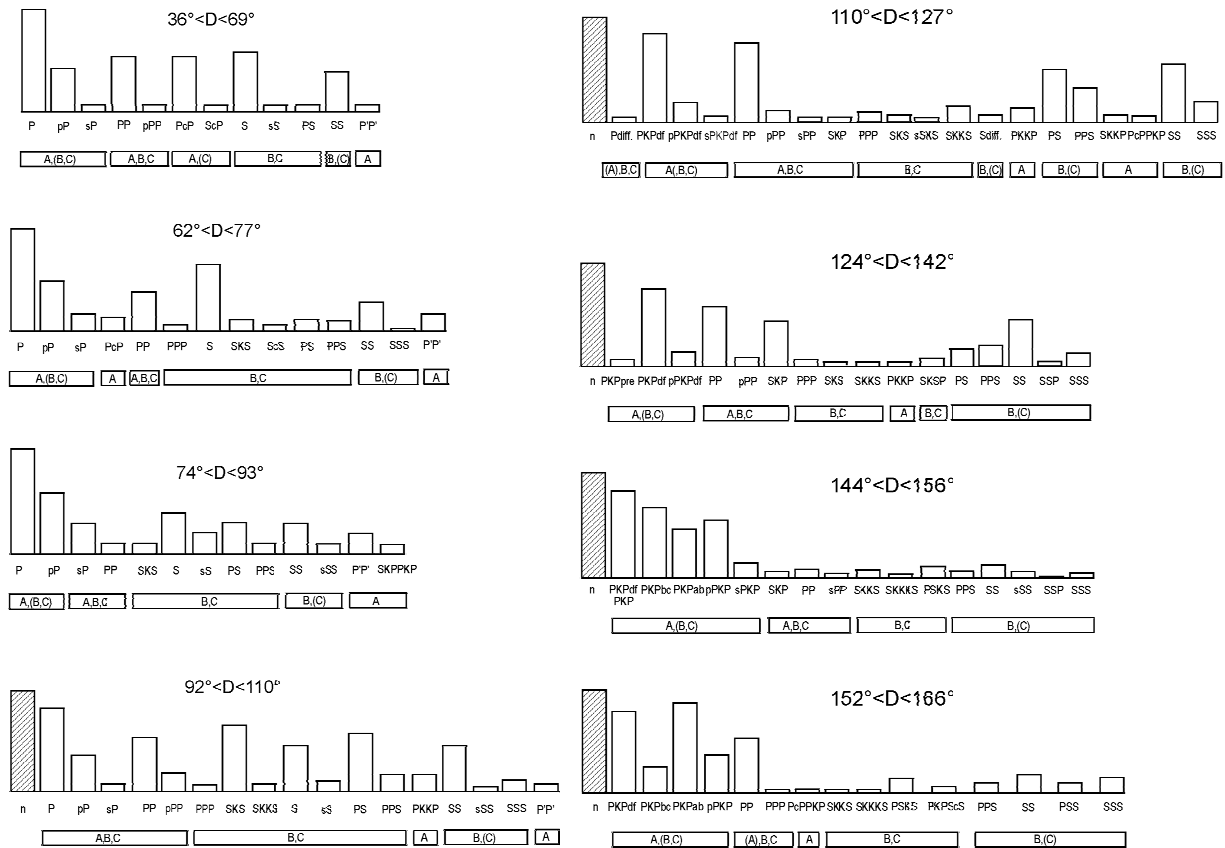 36°<D<69°
P pP sP PP pPP PcP ScP S sS PS SS P'P'
A,(B,C) A,B,C A,(C) B,C B,(C) A
62°<D<77°
P pP sP PcP PP PPP S SKS ScS PS PPS SS SSS P'P'
A,(B,C) A A,B,C B,C B,(C) A
74°<D<93°
P pP sP PP SKS S sS PS PPS SS sSS P'P' SKPPKP
A,(B,C) A,B,C B,C B,(C) A
92°<D<110°
n P pP sP PP pPP PPP SKS SKKS S sS PS PPS PKKP SS sSS SSS P'P'
A,B,C B,C A B,(C) A
110°<D<127°
n Pdiff. PKPdf pPKPdf sPKPdf PP pPP sPP SKP PPP SKS sSKS SKKS Sdiff. PKKP PS PPS SKKP PcPPKP SS SSS
(A),B,C A(,B,C) A,B,C B,C B,(C) A B,(C) A B,(C)
124°<D<142°
n PKPpre PKPdf pPKPdf PP pPP SKP PPP SKS SKKS PKKP SKSP PS PPS SS SSP SSS
A,(B,C) A,B,C B,C A B,C B,(C)
144°<D<156°
n PKPdf PKPbc PKPab pPKP sPKP SKP PP sPP SKKS SKKKS PSKS PPS SS sSS SSP SSS
PKP
A,(B,C) A,B,C B,C B,(C)
152°<D<166°
n PKPdf PKPbc PKPab pPKP PP PPP PcPPKP SKKS SKKKS PSKS PKPScS PPS SS PSS SSS
A,(B,C) (A),B,C A B,C B,(C)